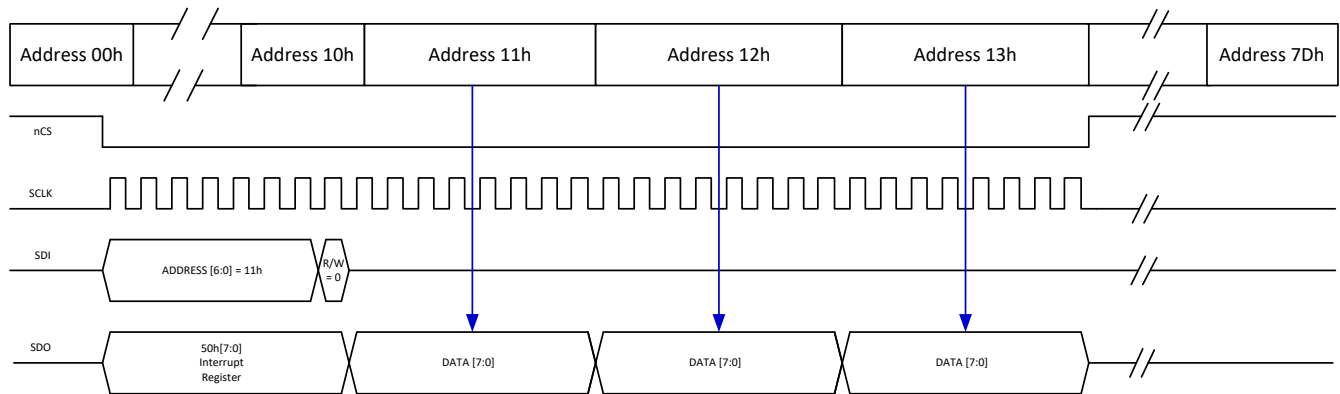 Address 00h
Address 10h
Address 11h
Address 12h
Address 13h
Address 7Dh
nCS
SCLK
SDI
ADDRESS [6:0] = 11h
R/W
= 0
SDO
50h[7:0]
Interrupt
Register
DATA [7:0]
DATA [7:0]
DATA [7:0]